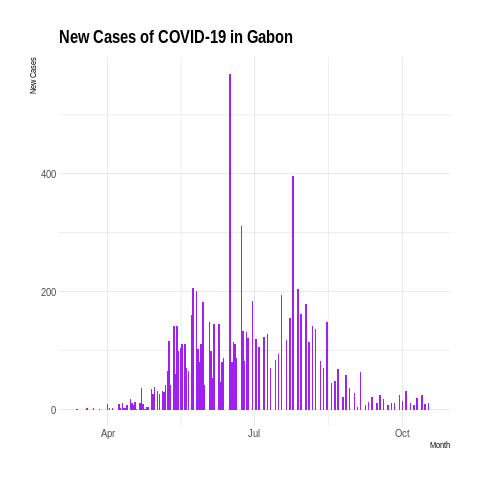 New Cases of COVID-19 in Gabon
New Cases
400
200
0
Apr
Jul
Oct
Month